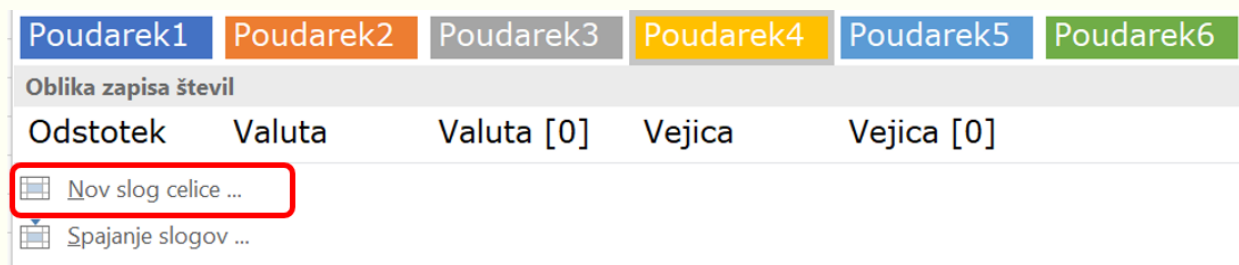 Poudarek1 Poudarek2 Poudarek3 Poudarek4 Poudarek5 Poudarek6
Oblika zapisa števil
Odstotek Valuta Valuta [0] Vejica Vejica [0]
Nov slog celice ...
Spajanje slogov ...